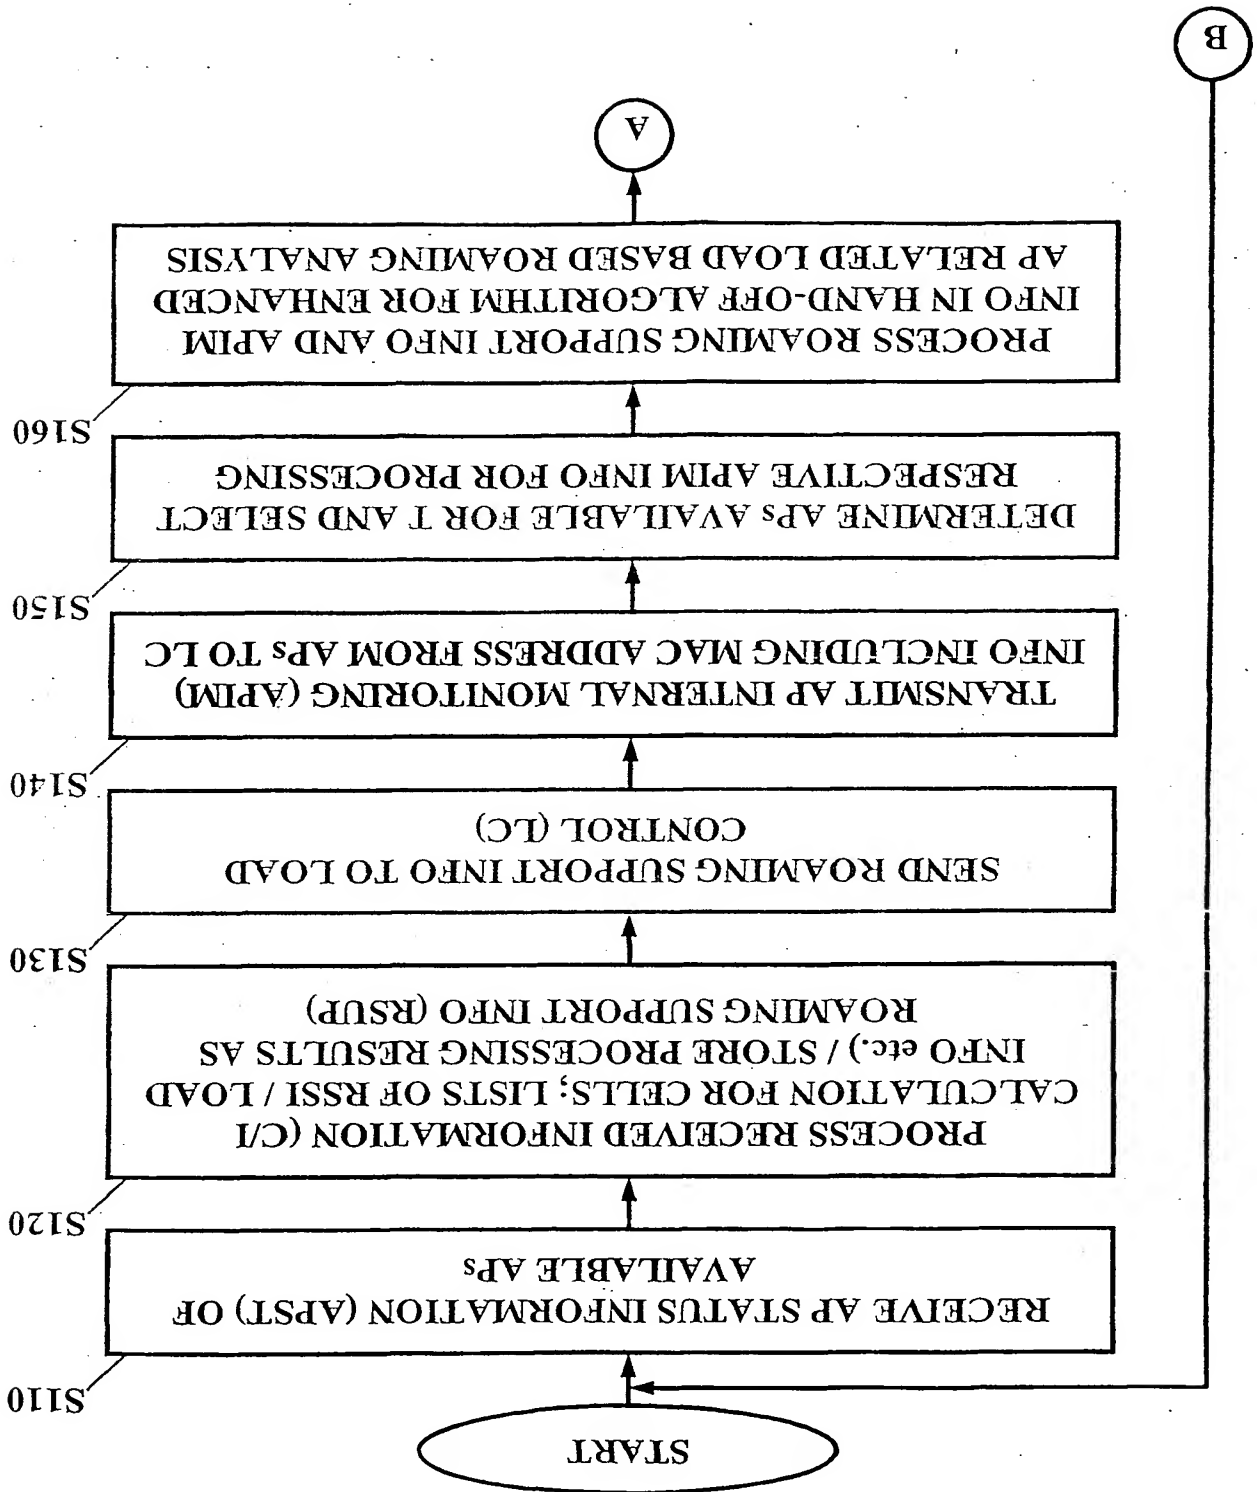 START
S110
RECEIVE AP STATUS INFORMATION (APST) OF
AVAILABLE APs
S120
PROCESS RECEIVED INFORMATION (C/I
CALCULATION FOR CELLS; LISTS OF RSSI / LOAD
INFO etc.) / STORE PROCESSING RESULTS AS
ROAMING SUPPORT INFO (RSUP)
S130
SEND ROAMING SUPPORT INFO TO LOAD
CONTROL (LC)
S140
TRANSMIT AP INTERNAL MONITORING (APIM)
INFO INCLUDING MAC ADDRESS FROM APs TO LC
S150
DETERMINE APs AVAILABLE FOR T AND SELECT
RESPECTIVE APIM INFO FOR PROCESSING
S160
PROCESS ROAMING SUPPORT INFO AND APIM
INFO IN HAND-OFF ALGORITHM FOR ENHANCED
AP RELATED LOAD BASED ROAMING ANALYSIS
A
B